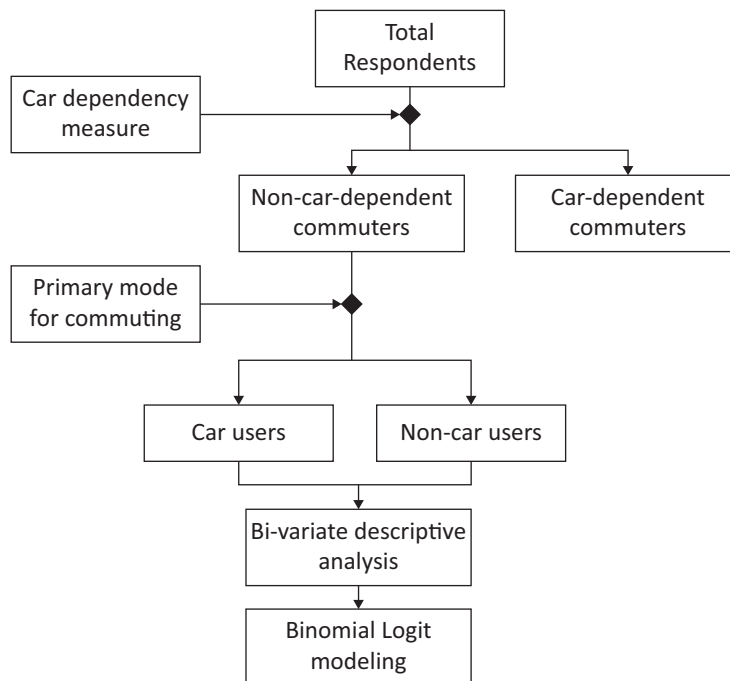 Total
Respondents
Car dependency
measure
Non-car-dependent
commuters
Car-dependent
commuters
Primary mode
for commuting
Car users
Non-car users
Bi-variate descriptive
analysis
Binomial Logit
modeling